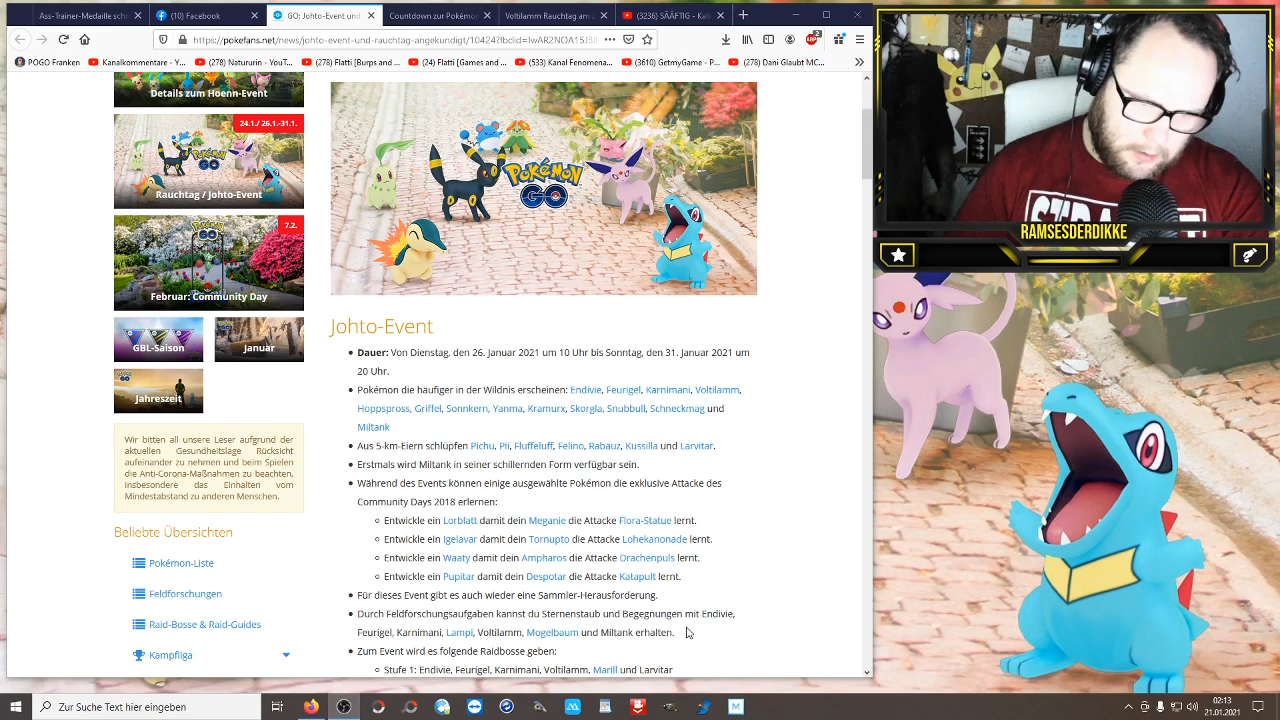 Ass-Trainer-Medaille sch
(10) Facebook
GO: Johto-Event und
Countdown zur Pokémon
Voltilamm Rauchtag am
(3236) SÄÄFTIG - Kal
https://pokefans.net/news/johto-event-und-rauchtag-angekundigt/10424?fbclid=IwAR2NOA15J3li
POGO Franken
Kanalkommentare - Y...
(278) Naturürin - YouT...
(278) Flatti [Burps and ...
(24) Flatti [Games and ...
(533) Kanal Fenomena...
(3610) GetmyGame - P...
(278) Dani Glaubt MC...
Details zum Hoenn-Event
24.1./ 26.1.-31.1.
Rauchtag / Johto-Event
7.2.
Februar: Community Day
GBL-Saison
Januar
Jahreszeit
Wir bitten all unsere Leser aufgrund der
aktuellen Gesundheitslage Rücksicht
aufeinander zu nehmen und beim Spielen
die Anti-Corona-Maßnahmen zu beachten,
insbesondere das Einhalten vom
Mindestabstand zu anderen Menschen.
Beliebte Übersichten
Pokémon-Liste
Feldforschungen
Raid-Bosse & Raid-Guides
Kampfliga
POKÉMON
GO
Johto-Event
Dauer: Von Dienstag, den 26. Januar 2021 um 10 Uhr bis Sonntag, den 31. Januar 2021 um
20 Uhr.
Pokémon die häufiger in der Wildnis erscheinen: Endivie, Feurigel, Karnimani, Voltilamm,
Hoppspross, Griffel, Sonnkern, Yanma, Kramurx, Skorgla, Snubbull, Schneckmag und
Miltank
Aus 5-km-Eiern schlüpfen Pichu, Pii, Fluffeluff, Felino, Rabauz, Kussilla und Larvitar.
Erstmals wird Miltank in seiner schillernden Form verfügbar sein.
Während des Events können einige ausgewählte Pokémon die exklusive Attacke des
Community Days 2018 erlernen:
Entwickle ein Lorblatt damit dein Meganie die Attacke Flora-Statue lernt.
Entwickle ein Igelavar damit dein Tornupto die Attacke Lohekanonade lernt.
Entwickle ein Waaty damit dein Ampharos die Attacke Drachenpuls lernt.
Entwickle ein Pupitar damit dein Despotar die Attacke Katapult lernt.
Für dieses Event gibt es auch wieder eine Sammler-Herausforderung.
Durch Feldforschungsaufgaben kannst du Sternenstaub und Begegnungen mit Endivie,
Feurigel, Karnimani, Lampi, Voltilamm, Mogelbaum und Miltank erhalten.
Zum Event wird es folgende Raidbosse geben:
Stufe 1: Endivie, Feurigel, Karnimani, Voltilamm, Marill und Larvitar
RAMSESDERDIKKE
Zur Suche Text hier eingeben
02:13
21.01.2021